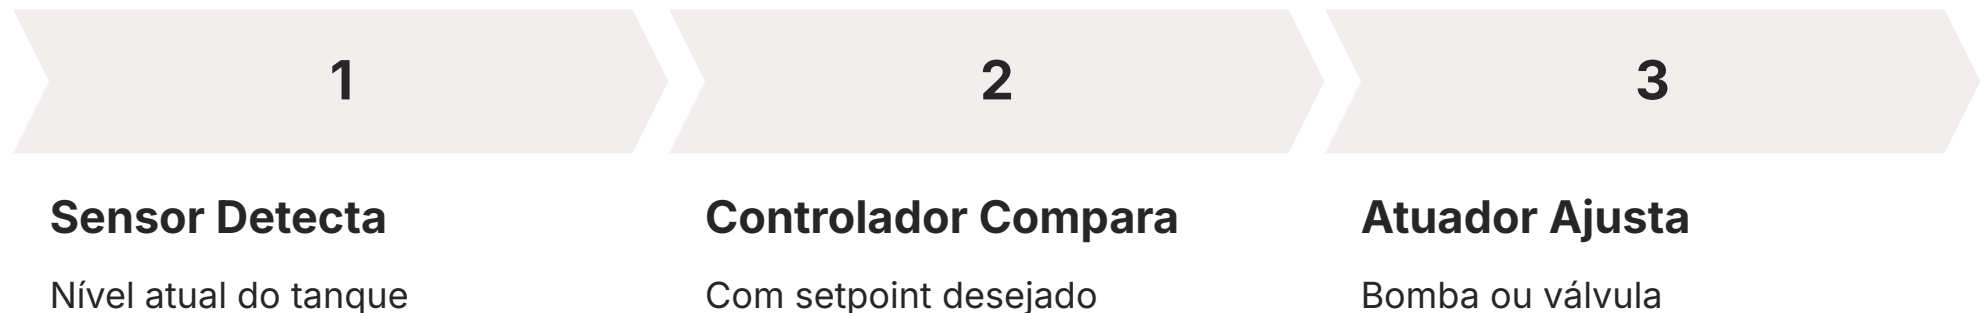 1
2
3
Sensor Detecta
Nível atual do tanque
Controlador Compara
Com setpoint desejado
Atuador Ajusta
Bomba ou válvula